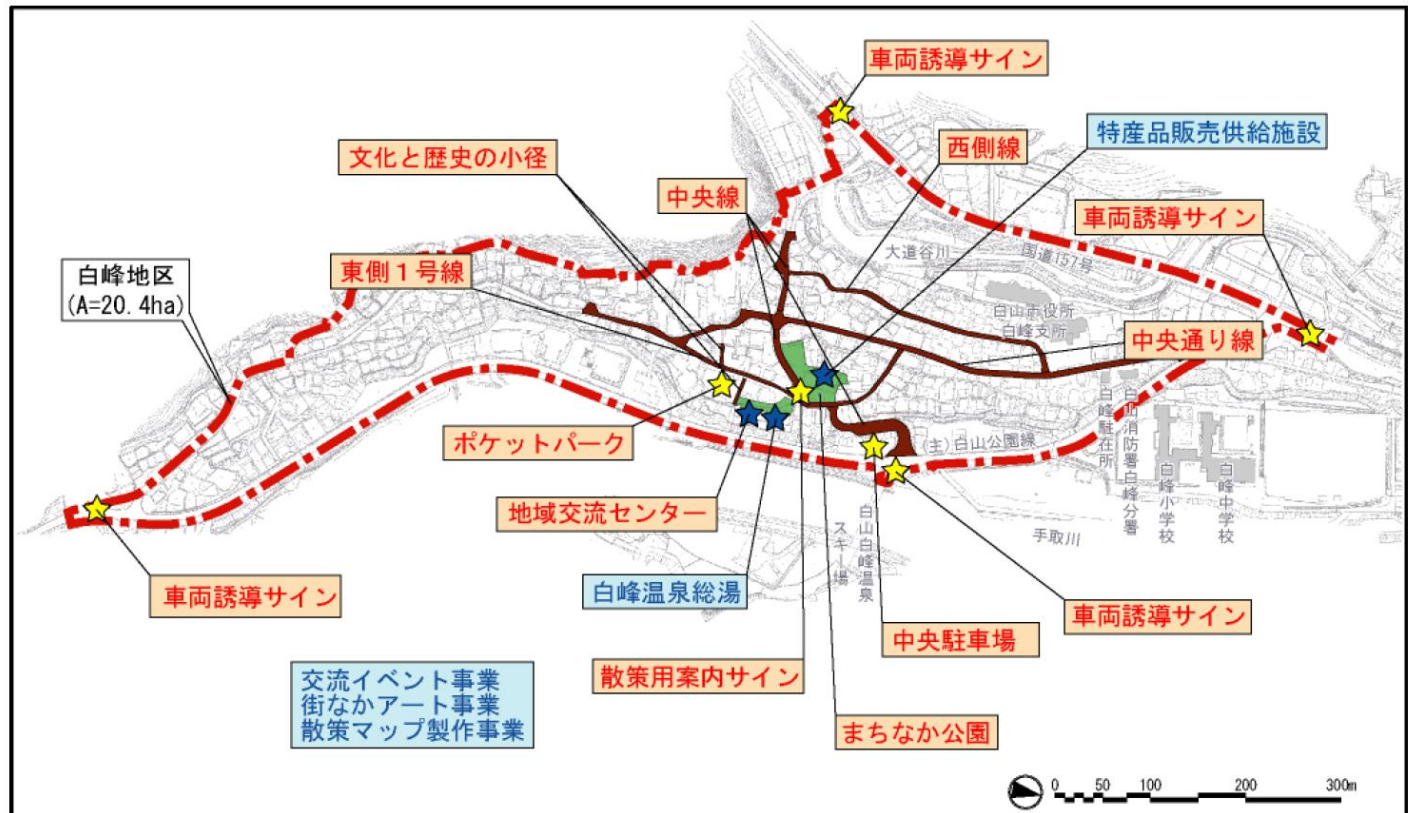 車両誘導サイン
特産品販売供給施設
文化と歴史の小径
西側線
中央線
車両誘導サイン
大道谷川
国道157号
白峰地区
(A=20.4ha)
東側1号線
白山市役所
白峰支所
中央通り線
ポケットパーク
(主)白山公園線
白峰駐在所
白山消防署白峰分署
白峰小学校
白峰中学校
地域交流センター
手取川
白山白峰温泉
スキー場
白峰温泉総湯
車両誘導サイン
車両誘導サイン
中央駐車場
散策用案内サイン
まちなか公園
交流イベント事業
街なかアート事業
散策マップ製作事業
0 50 100 200 300m